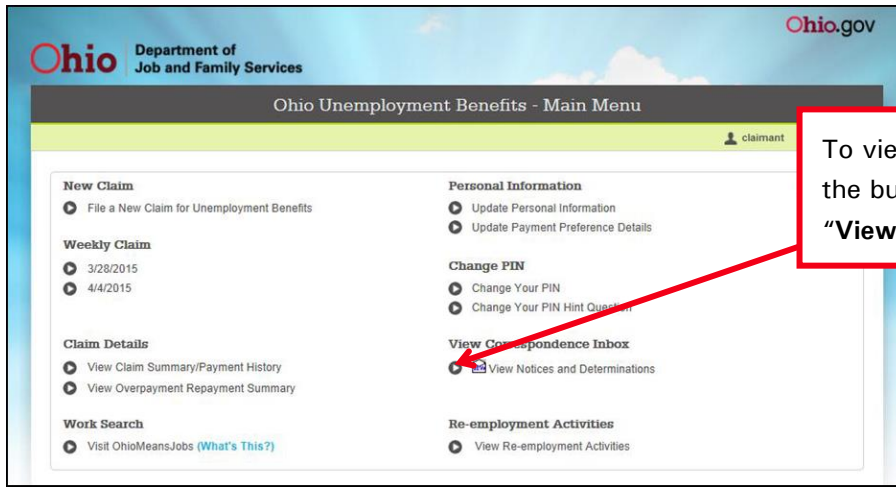 Ohio.gov
Ohio Department of
Job and Family Services
Ohio Unemployment Benefits - Main Menu
claimant
To vie
the bu
"View
New Claim
File a New Claim for Unemployment Benefits
Weekly Claim
3/28/2015
4/4/2015
Claim Details
View Claim Summary/Payment History
View Overpayment Repayment Summary
Work Search
Visit OhioMeansJobs (What's This?)
Personal Information
Update Personal Information
Update Payment Preference Details
Change PIN
Change Your PIN
Change Your PIN Hint Question
View Correspondence Inbox
View Notices and Determinations
Re-employment Activities
View Re-employment Activities